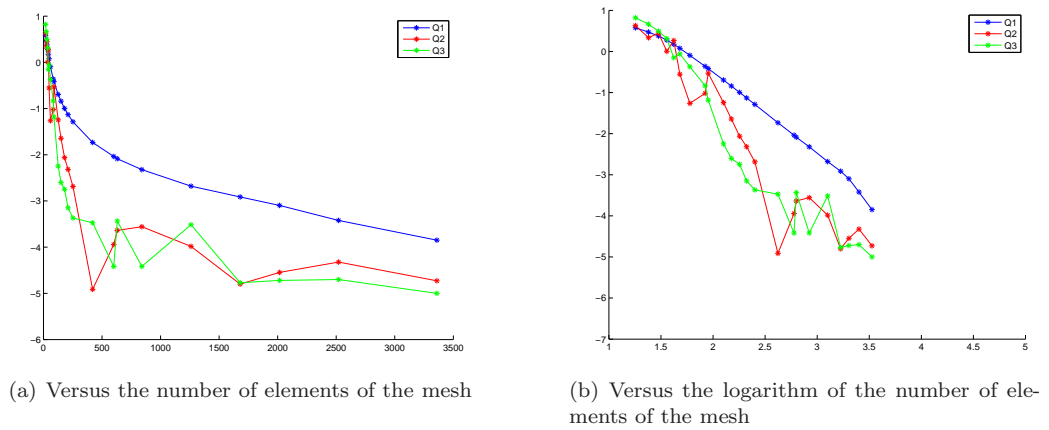 1
0
−1
−2
−3
−4
−5
−6
0 500 1000 1500 2000 2500 3000 3500
Q1
Q2
Q3
(a) Versus the number of elements of the mesh
1
0
−1
−2
−3
−4
−5
−6
−7
1 1.5 2 2.5 3 3.5 4 4.5 5
Q1
Q2
Q3
(b) Versus the logarithm of the number of ele-
ments of the mesh